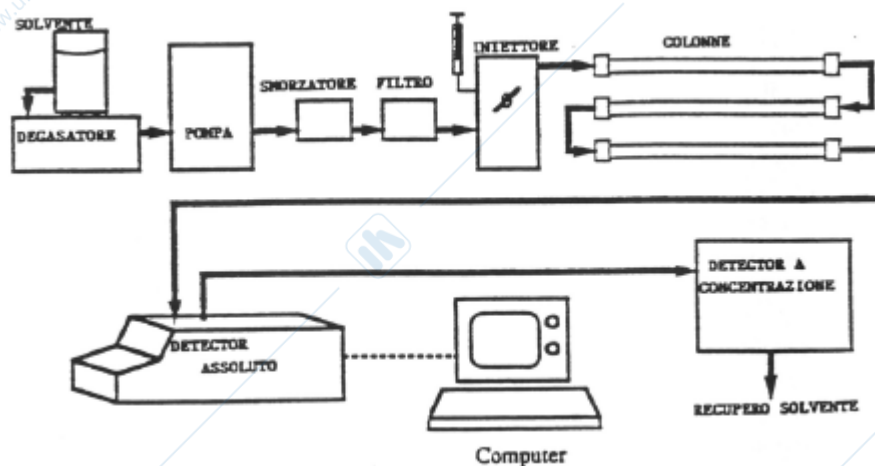 SOLVENTE
DEGASATORE
POMPA
SMORZATORE
FILTRO
INIETTORE
COLONNE
DETECTOR
ASSOLUTO
Computer
DETECTOR A
CONCENTRAZIONE
RECUPERO SOLVENTE